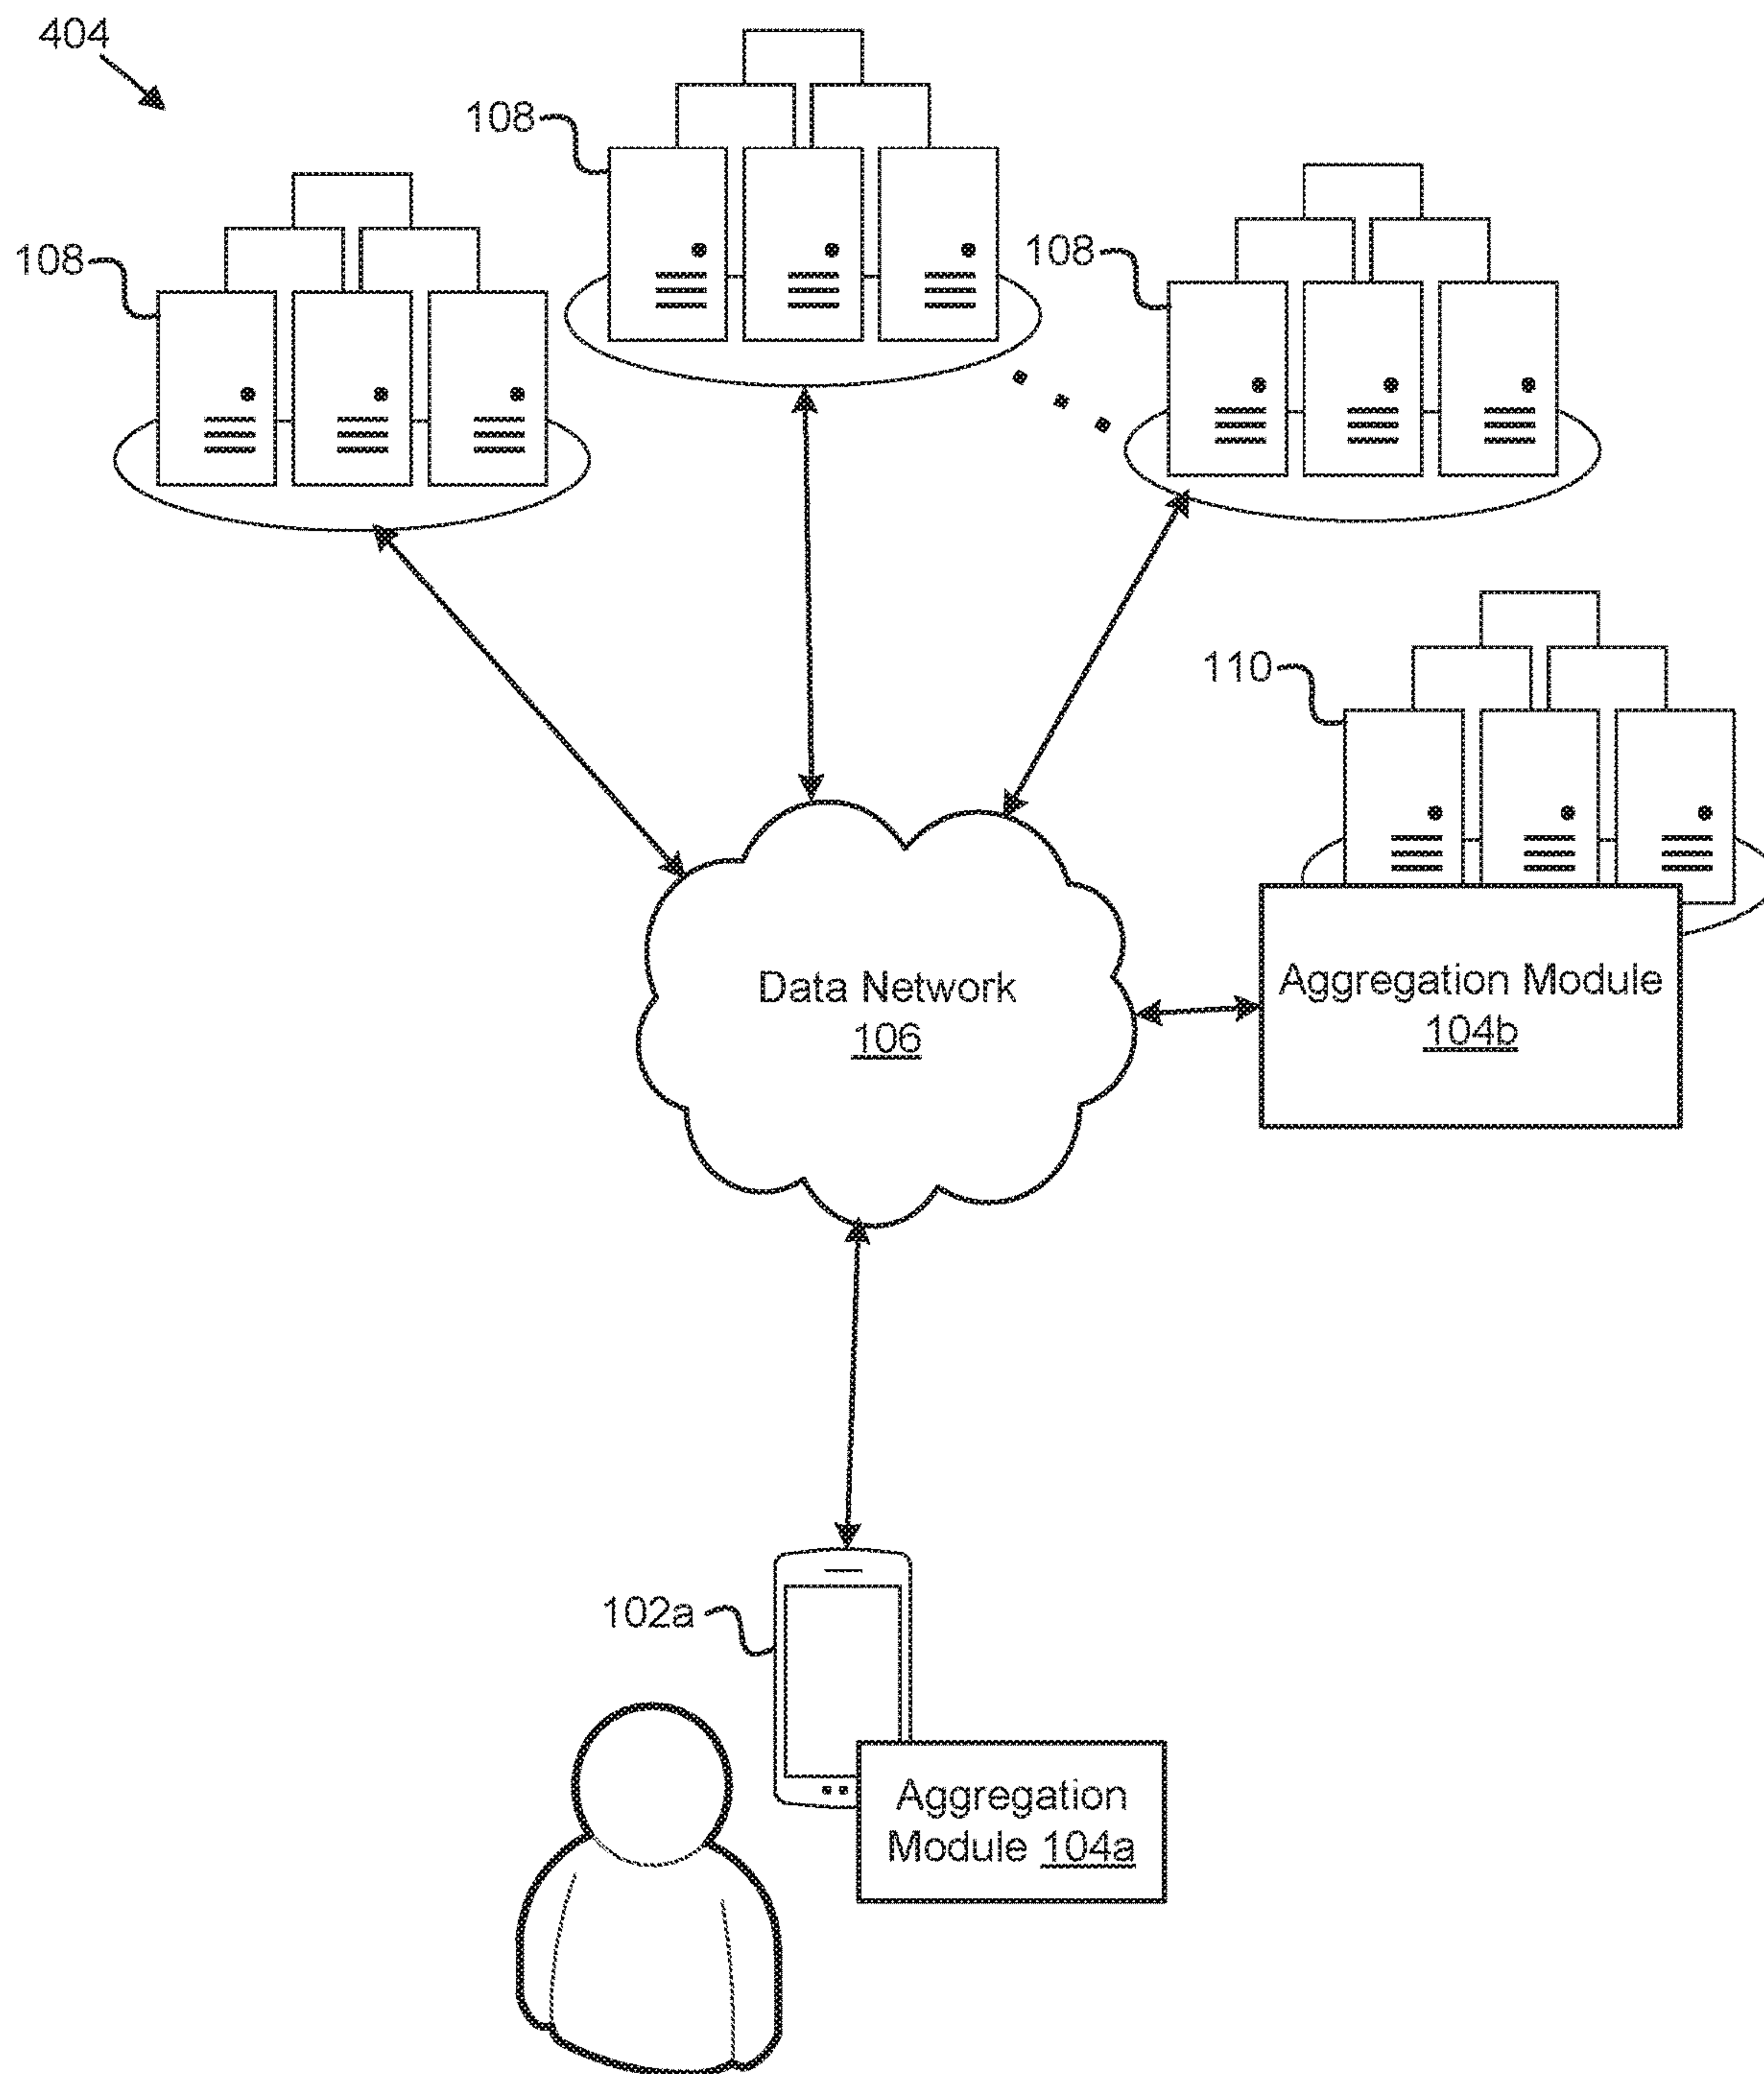 404
108
108
108
110
Data Network
106
Aggregation Module
104b
102a
Aggregation
Module 104a